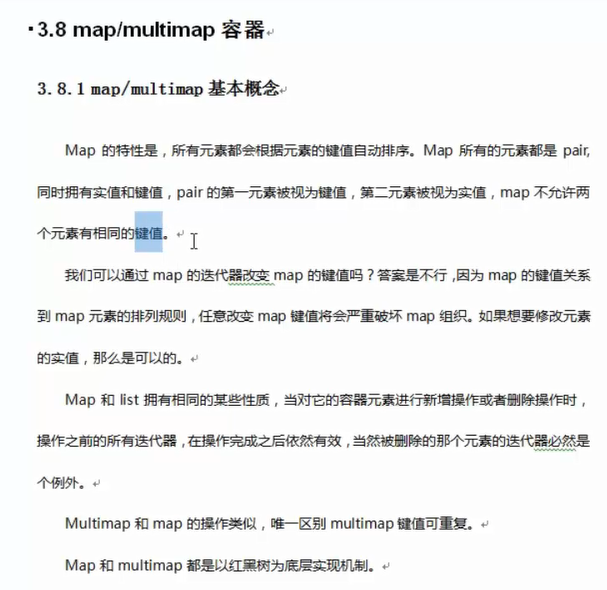 3.8 map/multimap 容器
3.8.1 map/multimap 基本概念
Map 的特性是，所有元素都会根据元素的键值自动排序。Map 所有的元素都是 pair,
同时拥有实值和键值，pair 的第一元素被视为键值，第二元素被视为实值，map 不允许两
个元素有相同的键值。
我们可以通过 map 的迭代器改变 map 的键值吗？答案是不行，因为 map 的键值关系
到 map 元素的排列规则，任意改变 map 键值将会严重破坏 map 组织。如果想要修改元素
的实值，那么是可以的。
Map 和 list 拥有相同的某些性质，当对它的容器元素进行新增操作或者删除操作时，
操作之前的所有迭代器，在操作完成之后依然有效，当然被删除的那个元素的迭代器必然是
个例外。
Multimap 和 map 的操作类似，唯一区别 multimap 键值可重复。
Map 和 multimap 都是以红黑树为底层实现机制。